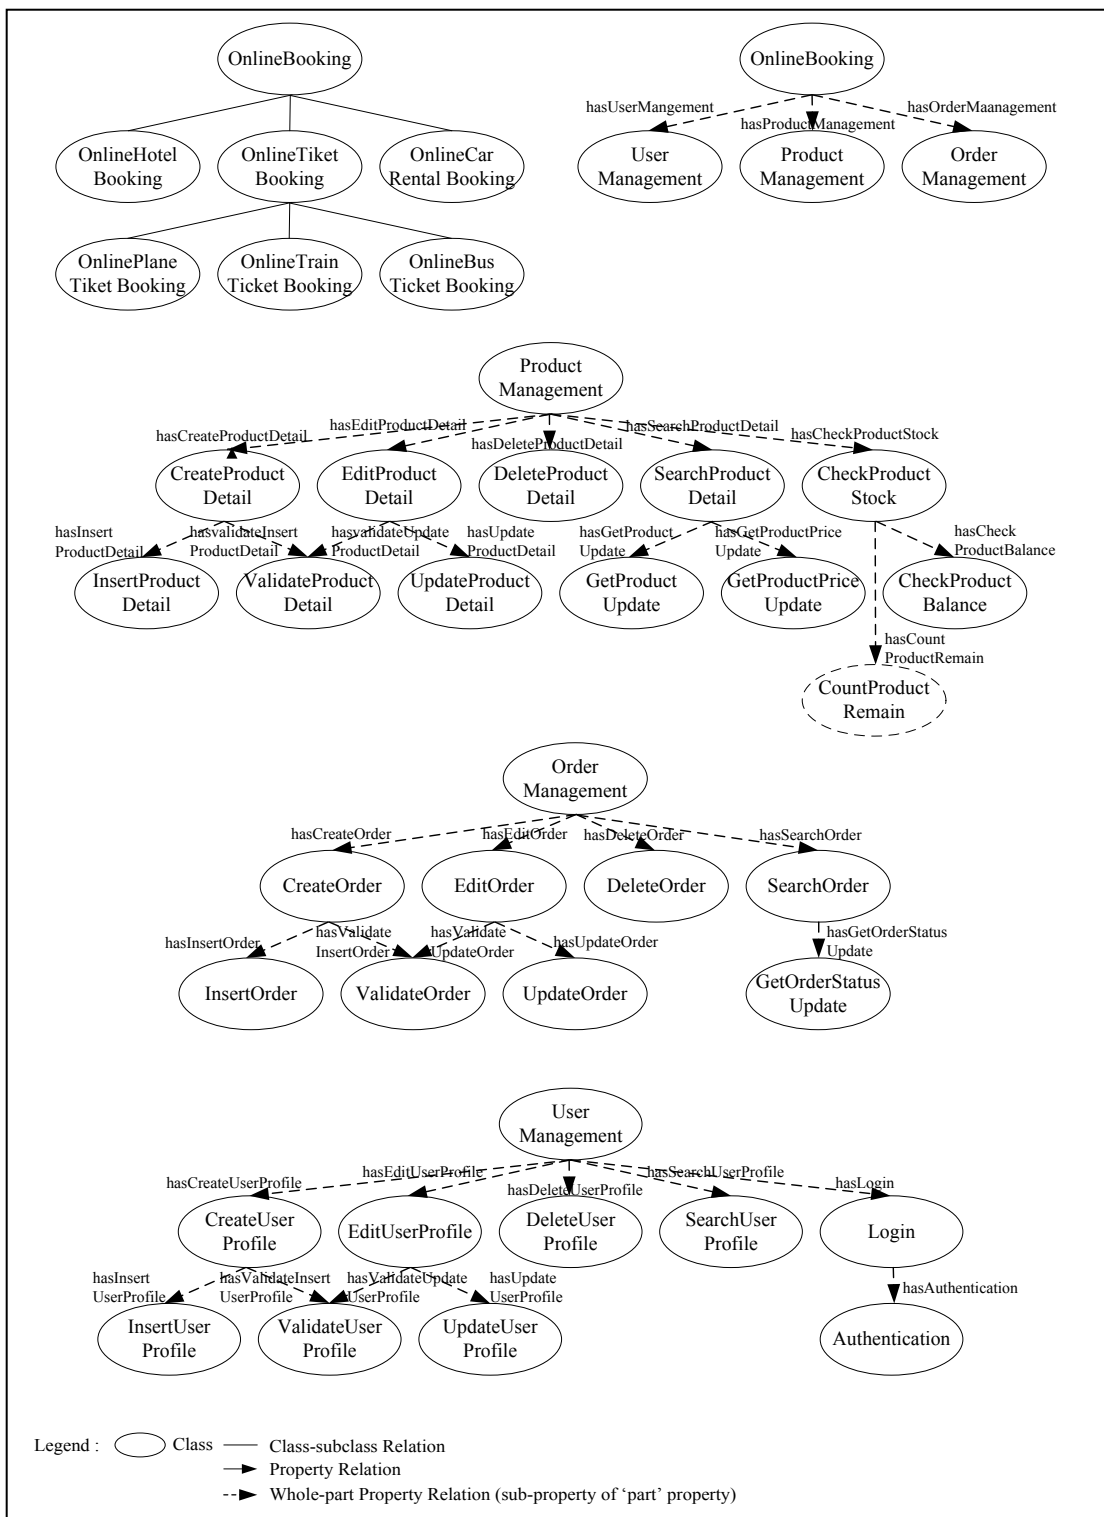 OnlineBooking
OnlineHotel
Booking
OnlineTiket
Booking
OnlineCar
Rental Booking
OnlinePlane
Tiket Booking
OnlineTrain
Ticket Booking
OnlineBus
Ticket Booking
OnlineBooking
hasUserMangement
hasProductManagement
hasOrderMaanagement
User
Management
Product
Management
Order
Management
Product
Management
hasCreateProductDetail
hasEditProductDetail
hasDeleteProductDetail
hasSearchProductDetail
hasCheckProductStock
CreateProduct
Detail
EditProduct
Detail
DeleteProduct
Detail
SearchProduct
Detail
CheckProduct
Stock
hasInsert
ProductDetail
hasvalidateInsert
ProductDetail
hasvalidateUpdate
ProductDetail
hasUpdate
ProductDetail
hasGetProduct
Update
hasGetProductPrice
Update
hasCheck
ProductBalance
InsertProduct
Detail
ValidateProduct
Detail
UpdateProduct
Detail
GetProduct
Update
GetProductPrice
Update
CheckProduct
Balance
hasCount
ProductRemain
CountProduct
Remain
Order
Management
hasCreateOrder
hasEditOrder
hasDeleteOrder
hasSearchOrder
CreateOrder
EditOrder
DeleteOrder
SearchOrder
hasInsertOrder
hasValidate
InsertOrder
hasValidate
UpdateOrder
hasUpdateOrder
hasGetOrderStatus
Update
InsertOrder
ValidateOrder
UpdateOrder
GetOrderStatus
Update
User
Management
hasCreateUserProfile
hasEditUserProfile
hasDeleteUserProfile
hasSearchUserProfile
hasLogin
CreateUser
Profile
EditUserProfile
DeleteUser
Profile
SearchUser
Profile
Login
hasInsert
UserProfile
hasValidateInsert
UserProfile
hasValidateUpdate
UserProfile
hasUpdate
UserProfile
hasAuthentication
InsertUser
Profile
ValidateUser
Profile
UpdateUser
Profile
Authentication
Legend :
Class
Class-subclass Relation
Property Relation
Whole-part Property Relation (sub-property of ‘part’ property)